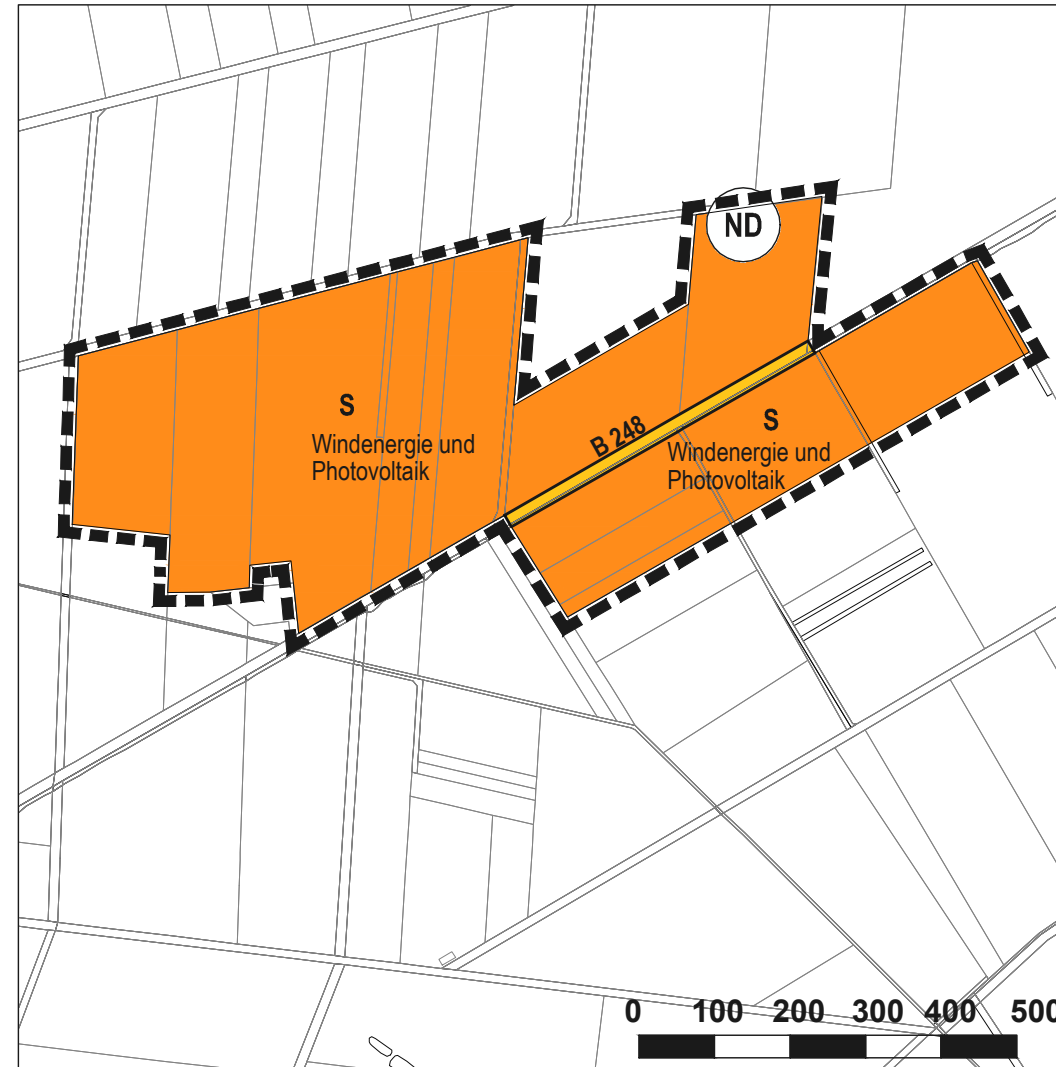 ND
S
Windenergie und
Photovoltaik
B 248
S
Windenergie und
Photovoltaik
0 100 200 300 400 500